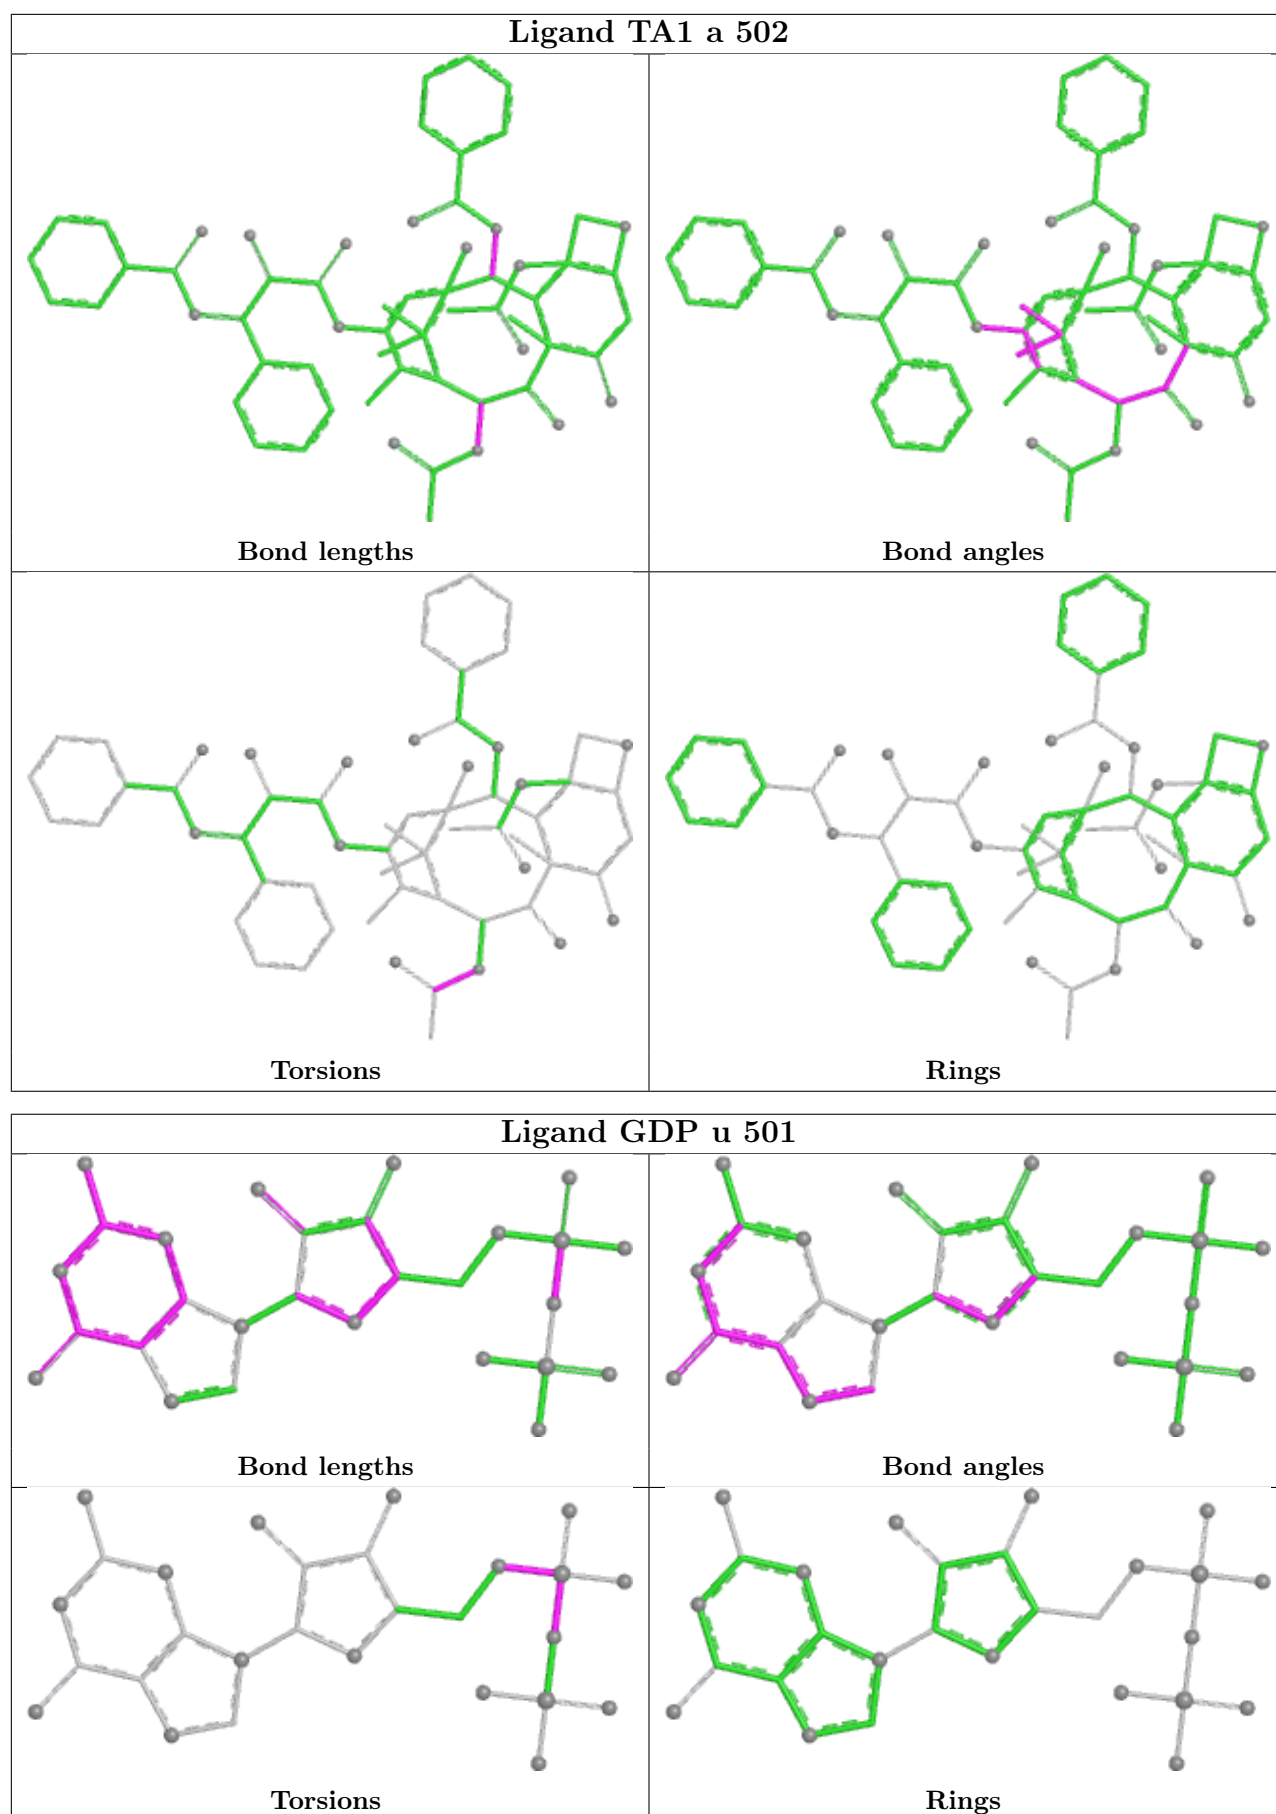 Ligand TA1 a 502
Bond lengths
Bond angles
Torsions
Rings
Ligand GDP u 501
Bond lengths
Bond angles
Torsions
Rings